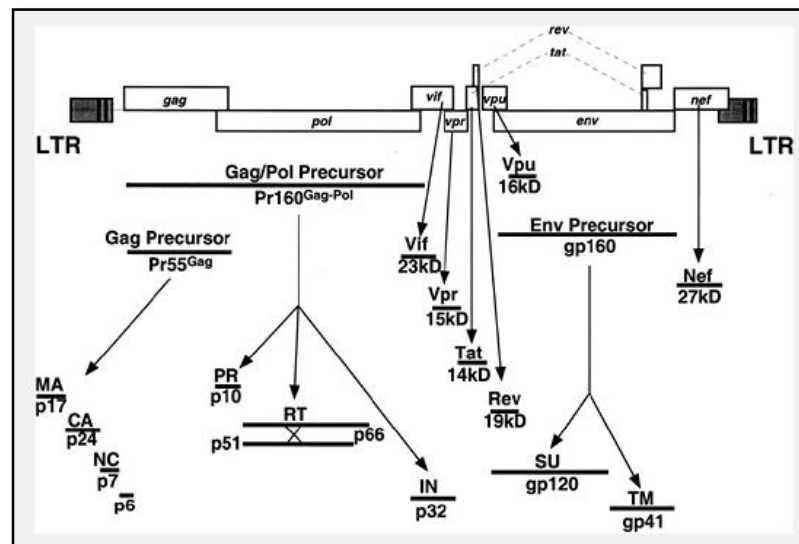 rev
tat
gag
vif
vpu
nef
pol
vpr
env
LTR
LTR
Gag/Pol Precursor
Pr160Gag-Pol
Vpu
16kD
Gag Precursor
Pr55Gag
Env Precursor
gp160
Vif
23kD
Nef
27kD
Vpr
15kD
Tat
14kD
Rev
19kD
MA
p17
CA
p24
NC
p7
p6
PR
p10
RT
p51
p66
IN
p32
SU
gp120
TM
gp41